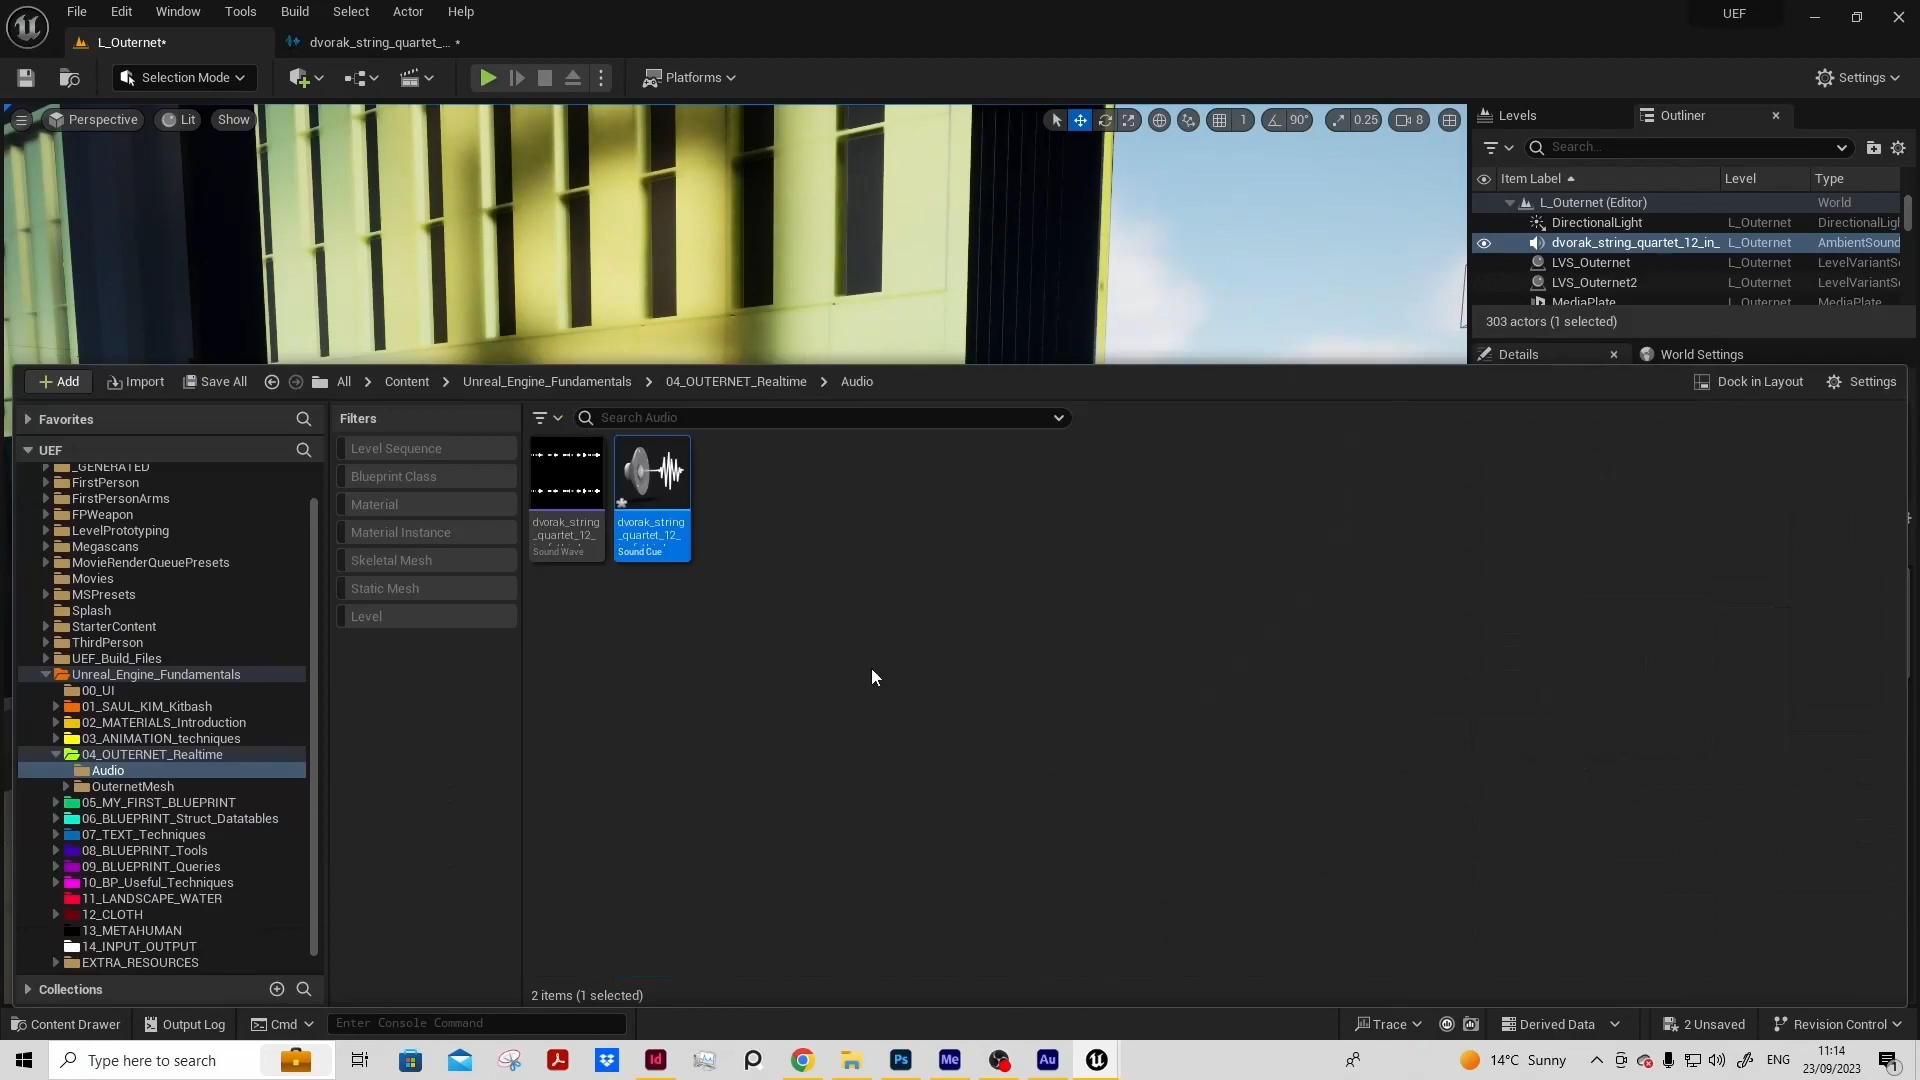 File Edit Window Tools Build Select Actor Help
UEF
L_Outernet*
dvorak_string_quartet_... *
Selection Mode
Platforms
Settings
Perspective
Lit
Show
1
90°
0.25
8
Levels
Outliner
Search...
Item Label
Level
Type
L_Outernet (Editor)
World
DirectionalLight
L_Outernet
DirectionalLigh
dvorak_string_quartet_12_in_
L_Outernet
AmbientSound
LVS_Outernet
L_Outernet
LevelVariantSe
LVS_Outernet2
L_Outernet
LevelVariantSe
MediaPlate
L_Outernet
MediaPlate
303 actors (1 selected)
Details
World Settings
Add
Import
Save All
All
Content
Unreal_Engine_Fundamentals
04_OUTERNET_Realtime
Audio
Dock in Layout
Settings
Favorites
UEF
_GENERATED
FirstPerson
FirstPersonArms
FPWeapon
LevelPrototyping
Megascans
MovieRenderQueuePresets
Movies
MSPresets
Splash
StarterContent
ThirdPerson
UEF_Build_Files
Unreal_Engine_Fundamentals
00_UI
01_SAUL_KIM_Kitbash
02_MATERIALS_Introduction
03_ANIMATION_techniques
04_OUTERNET_Realtime
Audio
OuternetMesh
05_MY_FIRST_BLUEPRINT
06_BLUEPRINT_Struct_Datatables
07_TEXT_Techniques
08_BLUEPRINT_Tools
09_BLUEPRINT_Queries
10_BP_Useful_Techniques
11_LANDSCAPE_WATER
12_CLOTH
13_METAHUMAN
14_INPUT_OUTPUT
EXTRA_RESOURCES
Collections
Filters
Level Sequence
Blueprint Class
Material
Material Instance
Skeletal Mesh
Static Mesh
Level
Search Audio
dvorak_string
_quartet_12_
Sound Wave
dvorak_string
_quartet_12_
Sound Cue
2 items (1 selected)
Content Drawer
Output Log
Cmd
Enter Console Command
Trace
Derived Data
2 Unsaved
Revision Control
Type here to search
14°C Sunny
ENG
11:14
23/09/2023
1